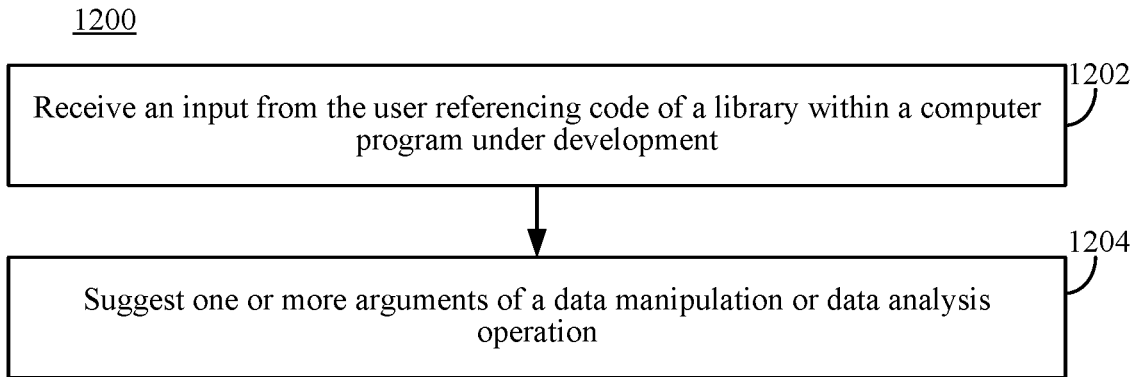 1200
1202
Receive an input from the user referencing code of a library within a computer
program under development
1204
Suggest one or more arguments of a data manipulation or data analysis
operation